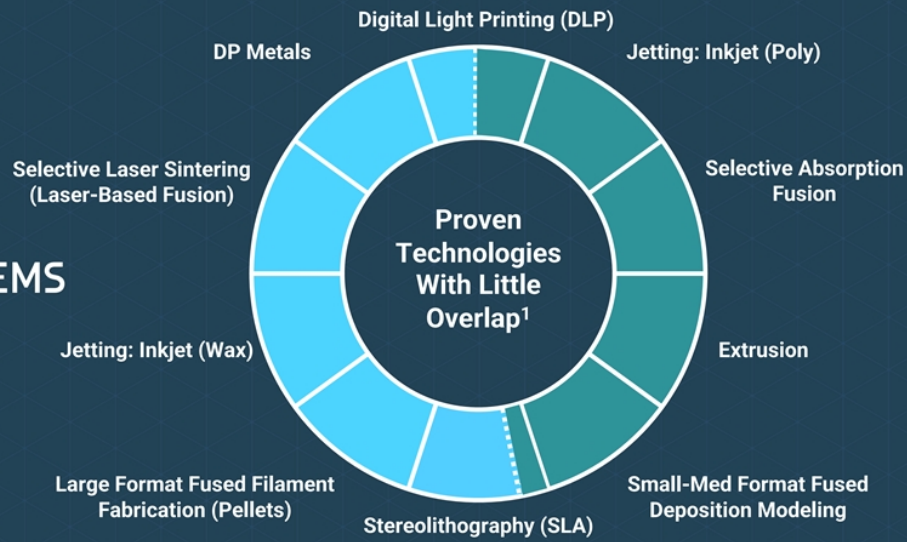 Digital Light Printing (DLP)
DP Metals
Jetting: Inkjet (Poly)
Selective Laser Sintering
(Laser-Based Fusion)
Selective Absorption
Fusion
Proven
Technologies
With Little
Overlap¹
EMS
Jetting: Inkjet (Wax)
Extrusion
Large Format Fused Filament
Fabrication (Pellets)
Small-Med Format Fused
Deposition Modeling
Stereolithography (SLA)